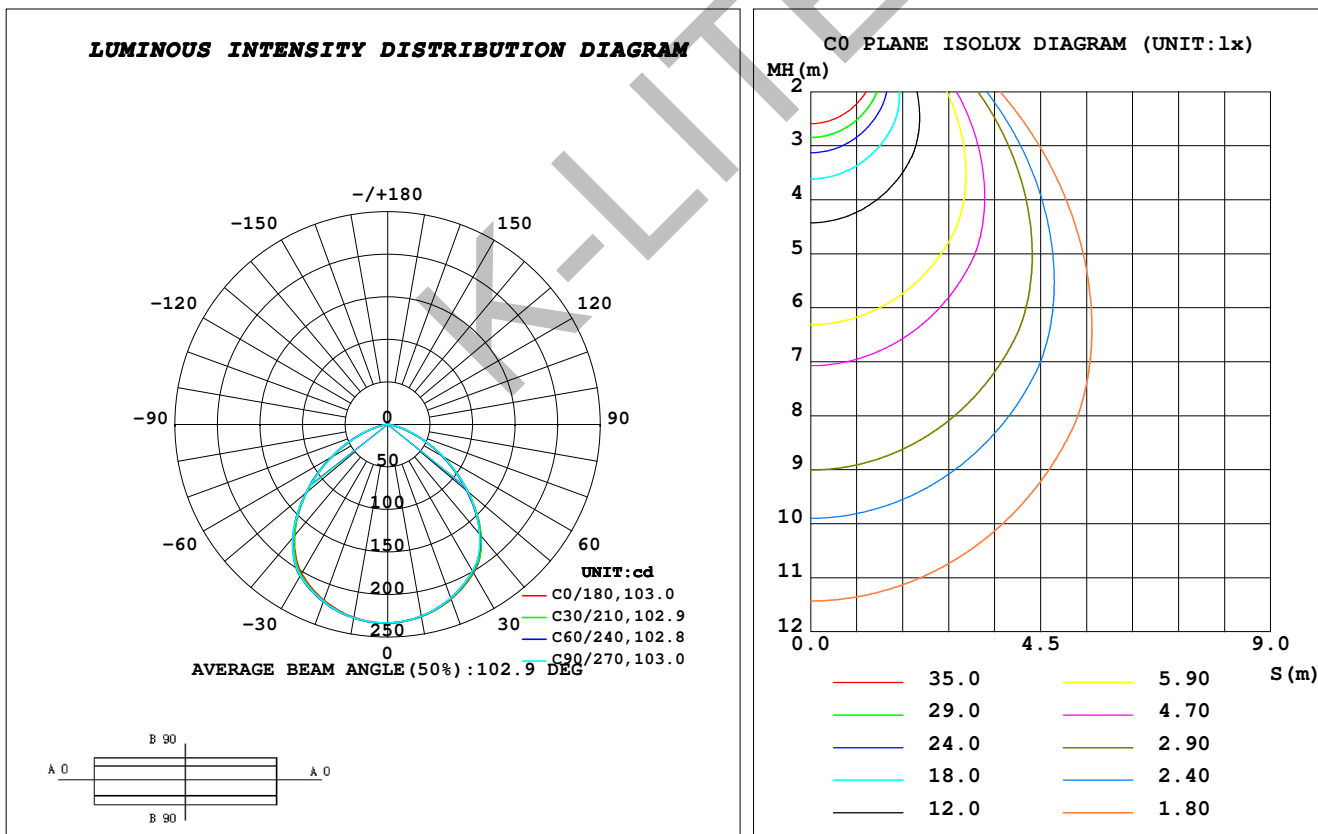 LUMINOUS INTENSITY DISTRIBUTION DIAGRAM
-/+180
-150
150
-120
120
-90
90
-60
60
-30
30
0
0
50
100
150
200
250
UNIT:cd
C0/180,103.0
C30/210,102.9
C60/240,102.8
C90/270,103.0
AVERAGE BEAM ANGLE(50%):102.9 DEG
B 90
A 0
A 0
B 90
C0 PLANE ISOLUX DIAGRAM (UNIT:lx)
MH(m)
2
3
4
5
6
7
8
9
10
11
12
0.0
4.5
9.0
S(m)
35.0
5.90
29.0
4.70
24.0
2.90
18.0
2.40
12.0
1.80
K-LITE